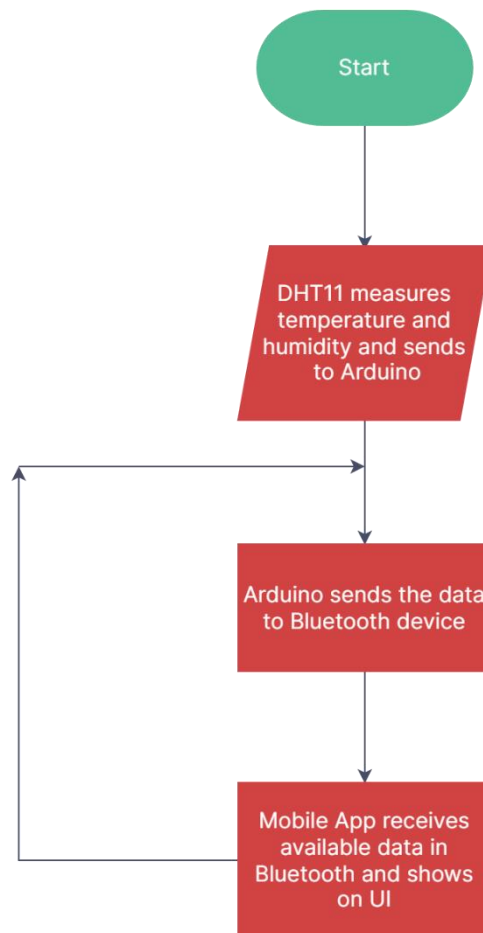 Start
DHT11 measures
temperature and
humidity and sends
to Arduino
Arduino sends the data
to Bluetooth device
Mobile App receives
available data in
Bluetooth and shows
on UI